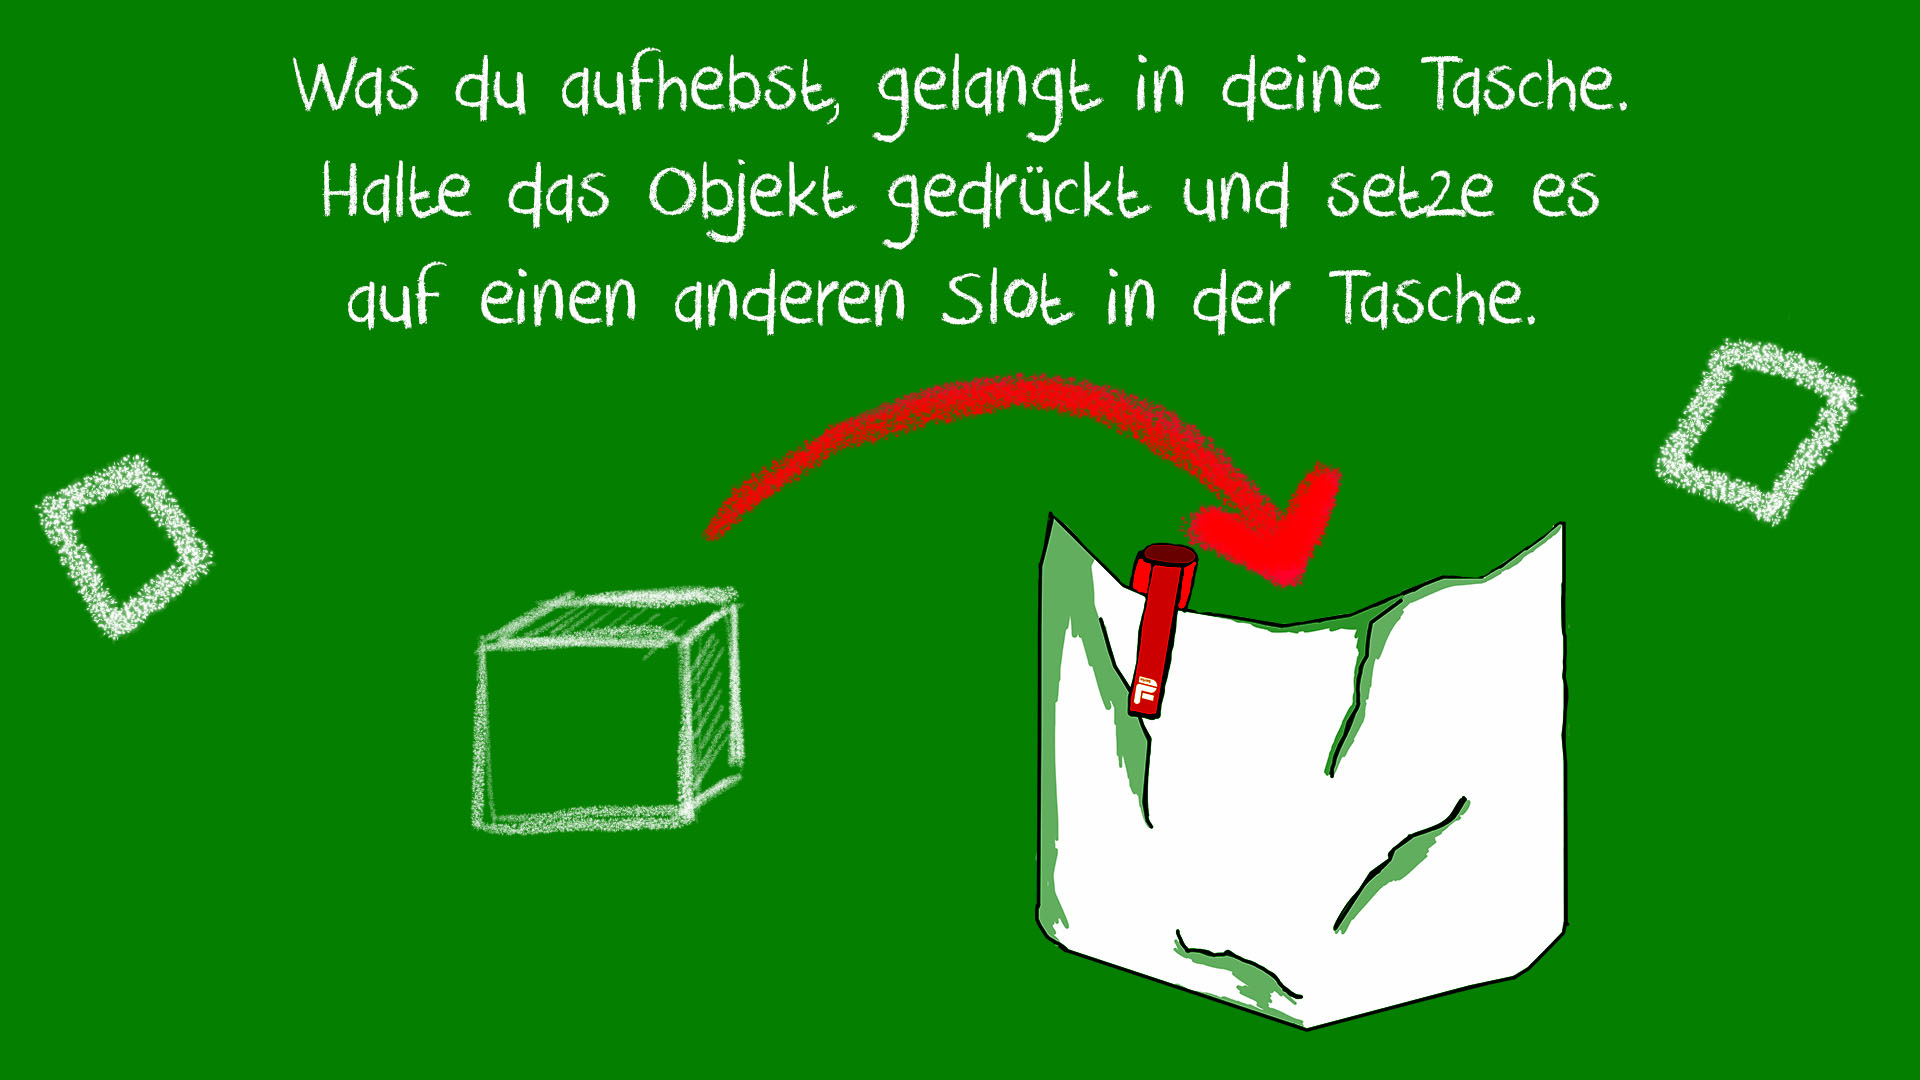 Was du aufhebst, gelangt in deine Tasche.
Halte das Objekt gedrückt und setze es
auf einen anderen Slot in der Tasche.